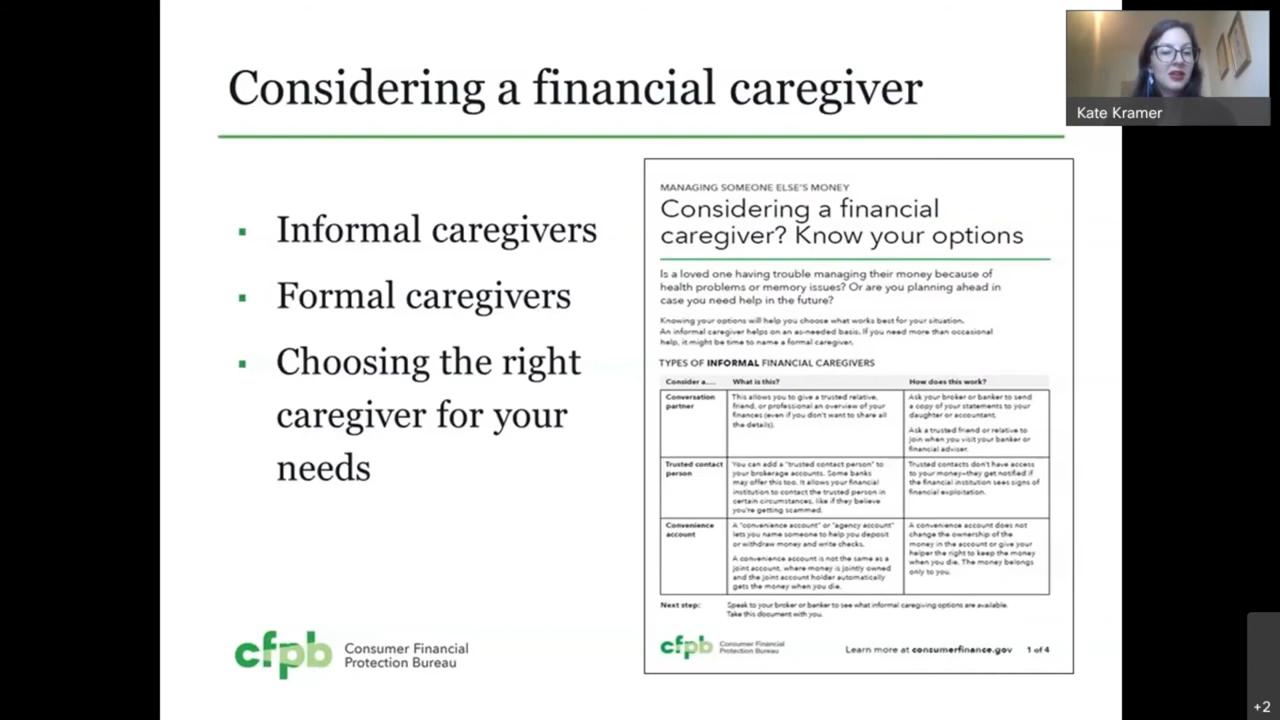 Considering a financial caregiver
Kate Kramer
▪ Informal caregivers
▪ Formal caregivers
▪ Choosing the right
caregiver for your
needs
MANAGING SOMEONE ELSE'S MONEY
Considering a financial
caregiver? Know your options
Is a loved one having trouble managing their money because of
health problems or memory issues? Or are you planning ahead in
case you need help in the future?
Knowing your options will help you choose what works best for your situation.
An informal caregiver helps on an as-needed basis. If you need more than occasional
help, it might be time to name a formal caregiver.
TYPES OF INFORMAL FINANCIAL CAREGIVERS
Consider a.... What is this? How does this work?
Conversation
partner
This allows you to give a trusted relative,
friend, or professional an overview of your
finances (even if you don't want to share all
the details).
Ask your broker or banker to send
a copy of your statements to your
daughter or accountant.
Ask a trusted friend or relative to
join when you visit your banker or
financial adviser.
Trusted contact
person
You can add a "trusted contact person" to
your brokerage accounts. Some banks
may offer this too. It allows your financial
institution to contact the trusted person in
certain circumstances, like if they believe
you're getting scammed.
Trusted contacts don't have access
to your money—they get notified if
the financial institution sees signs of
financial exploitation.
Convenience
account
A "convenience account" or "agency account"
lets you name someone to help you deposit
or withdraw money and write checks.
A convenience account is not the same as a
joint account, where money is jointly owned
and the joint account holder automatically
gets the money when you die.
A convenience account does not
change the ownership of the
money in the account or give your
helper the right to keep the money
when you die. The money belongs
only to you.
Next step: Speak to your broker or banker to see what informal caregiving options are available.
Take this document with you.
cfpb Consumer Financial
Protection Bureau
Learn more at consumerfinance.gov 1 of 4
cfpb Consumer Financial
Protection Bureau
+2